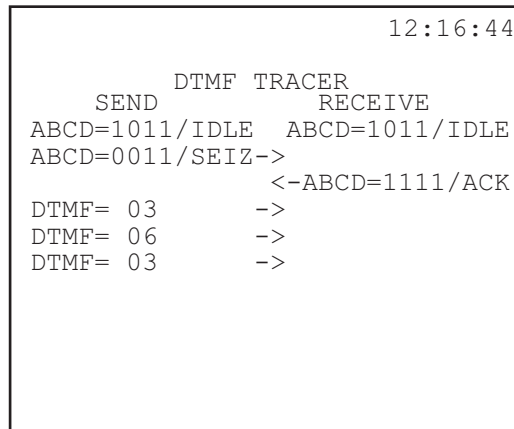 12:16:44
DTMF TRACER
SEND RECEIVE
ABCD=1011/IDLE ABCD=1011/IDLE
ABCD=0011/SEIZ->
<-ABCD=1111/ACK
DTMF= 03 ->
DTMF= 06 ->
DTMF= 03 ->